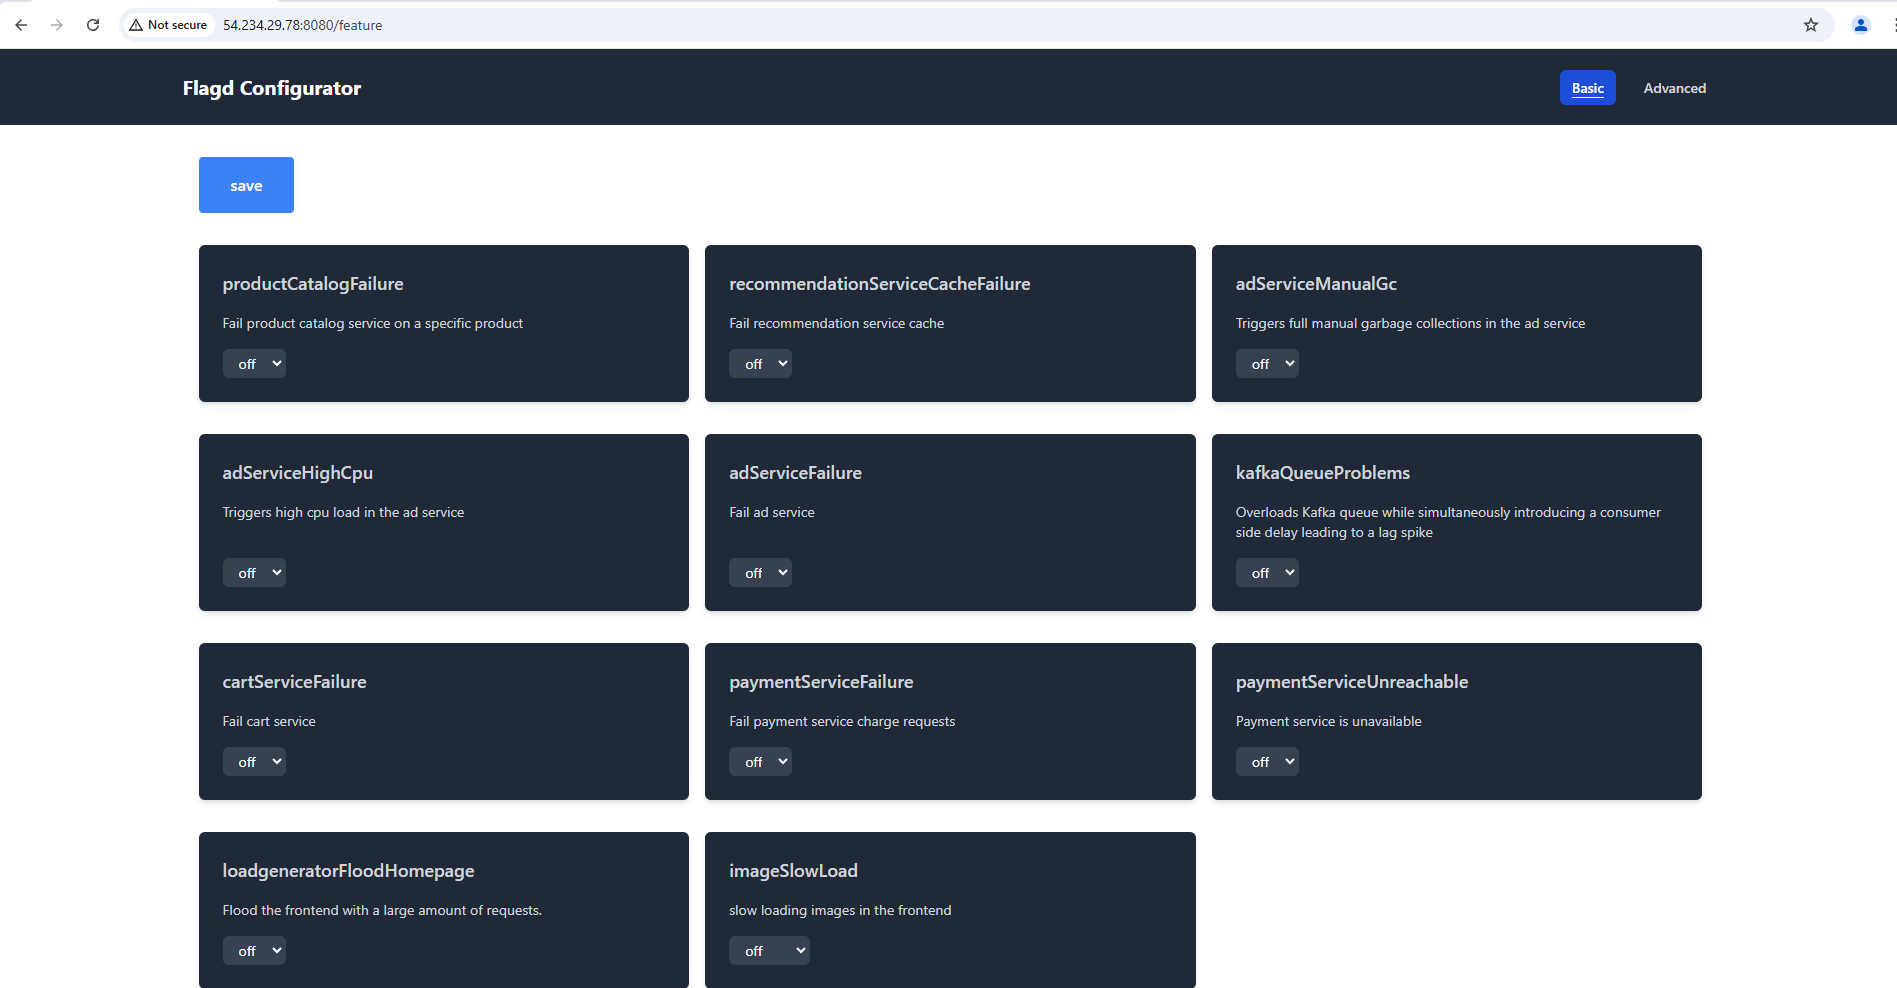 Not secure 54.234.29.78:8080/feature
Flagd Configurator
Basic
Advanced
save
productCatalogFailure
Fail product catalog service on a specific product
off
recommendationServiceCacheFailure
Fail recommendation service cache
off
adServiceManualGc
Triggers full manual garbage collections in the ad service
off
adServiceHighCpu
Triggers high cpu load in the ad service
off
adServiceFailure
Fail ad service
off
kafkaQueueProblems
Overloads Kafka queue while simultaneously introducing a consumer
side delay leading to a lag spike
off
cartServiceFailure
Fail cart service
off
paymentServiceFailure
Fail payment service charge requests
off
paymentServiceUnreachable
Payment service is unavailable
off
loadgeneratorFloodHomepage
Flood the frontend with a large amount of requests.
off
imageSlowLoad
slow loading images in the frontend
off